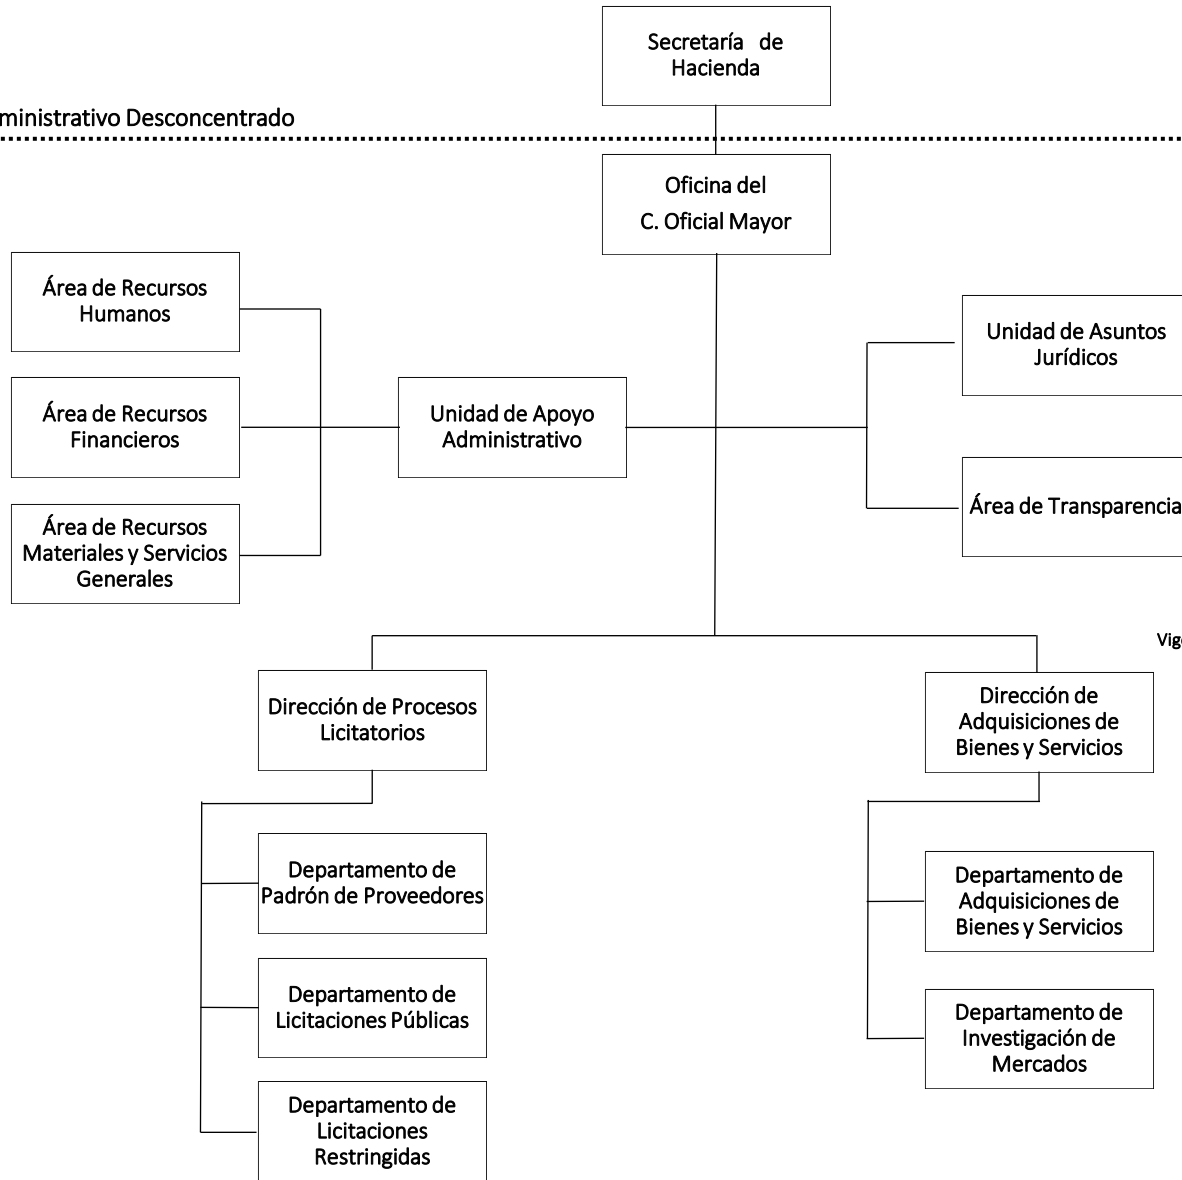 Secretaría de
Hacienda
ministrativo Desconcentrado
Oficina del
C. Oficial Mayor
Área de Recursos
Humanos
Unidad de Asuntos
Jurídicos
Área de Recursos
Financieros
Unidad de Apoyo
Administrativo
Área de Transparencia
Área de Recursos
Materiales y Servicios
Generales
Dirección de Procesos
Licitatorios
Dirección de
Adquisiciones de
Bienes y Servicios
Departamento de
Padrón de Proveedores
Departamento de
Licitaciones Públicas
Departamento de
Licitaciones
Restringidas
Departamento de
Adquisiciones de
Bienes y Servicios
Departamento de
Investigación de
Mercados